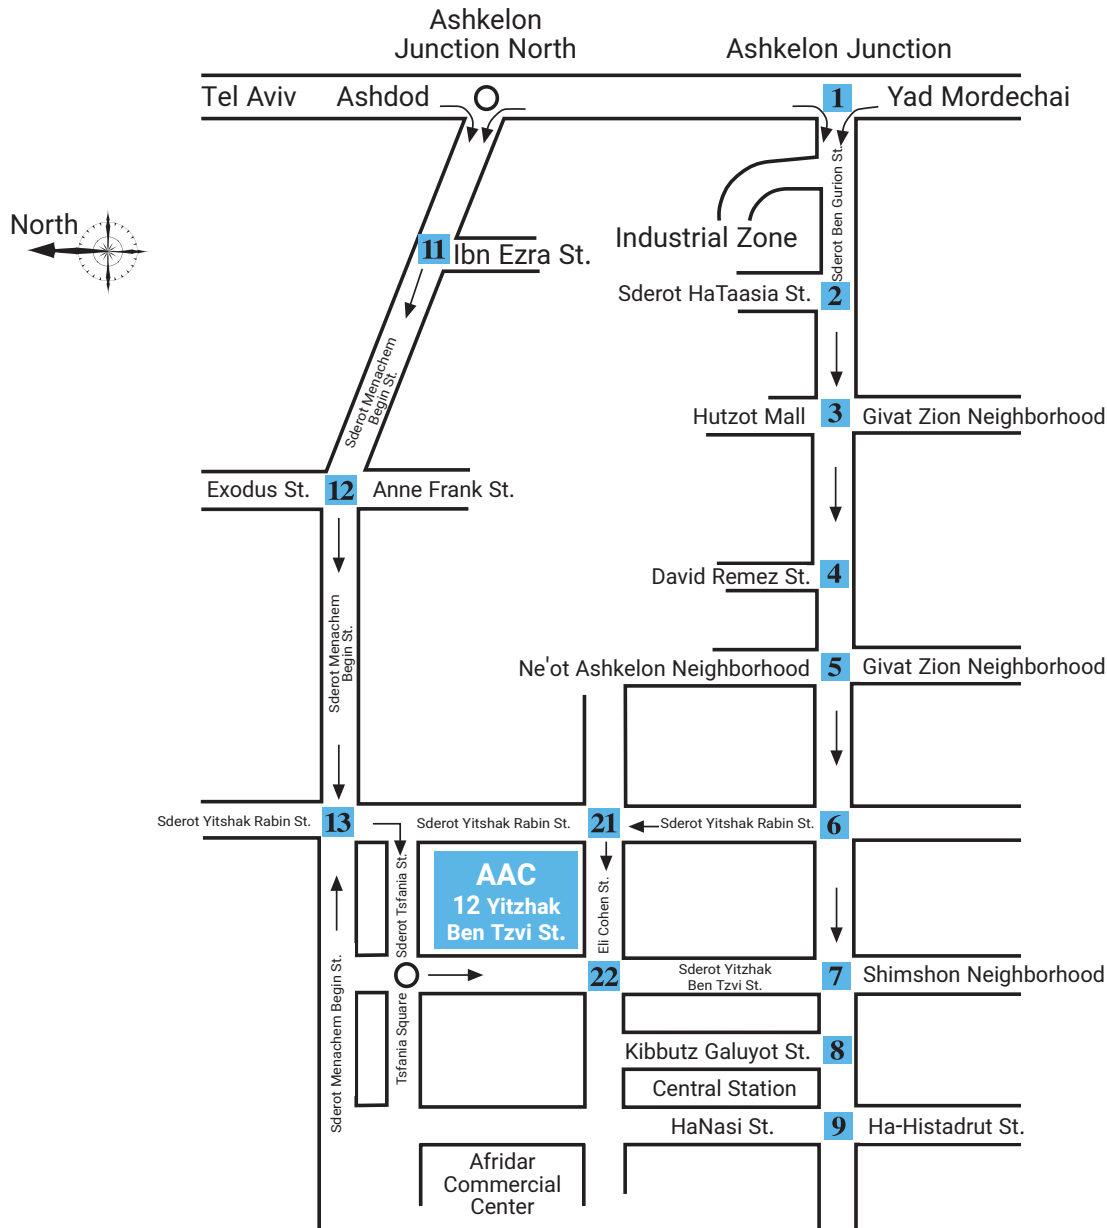 Ashkelon
Junction North
Ashkelon Junction
Tel Aviv
Ashdod
1
Yad Mordechai
Sderot Ben Gurion St.
North
11
Ibn Ezra St.
Industrial Zone
Sderot HaTaasia St.
2
Sderot Menachem
Begin St.
Hutzot Mall
3
Givat Zion Neighborhood
Exodus St.
12
Anne Frank St.
David Remez St.
4
Sderot Menachem
Begin St.
Ne'ot Ashkelon Neighborhood
5
Givat Zion Neighborhood
Sderot Yitshak Rabin St.
13
Sderot Yitshak Rabin St.
21
Sderot Yitshak Rabin St.
6
Sderot Tsfania St.
AAC
12 Yitzhak
Ben Tzvi St.
Eli Cohen St.
Sderot Menachem Begin St.
Tsfania Square
22
Sderot Yitzhak
Ben Tzvi St.
7
Shimshon Neighborhood
Kibbutz Galuyot St.
8
Central Station
HaNasi St.
9
Ha-Histadrut St.
Afridar
Commercial
Center